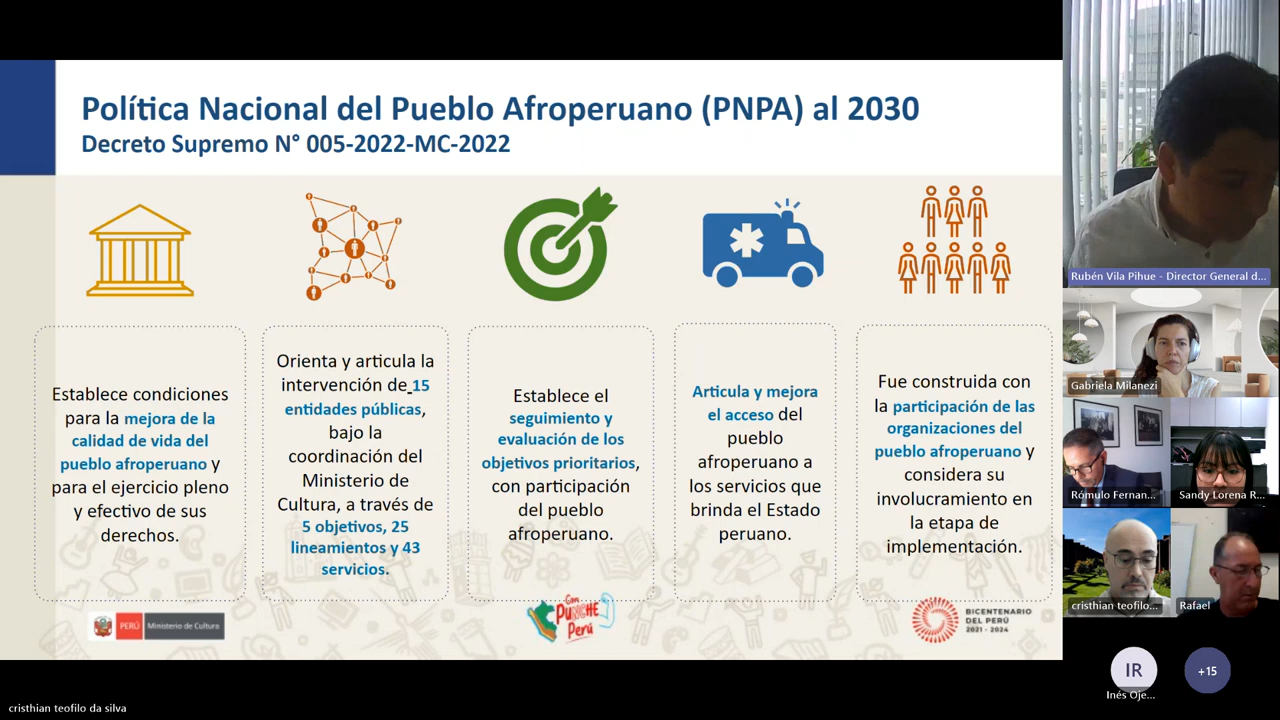 Política Nacional del Pueblo Afroperuano (PNPA) al 2030
Decreto Supremo N° 005-2022-MC-2022
Establece condiciones
para la mejora de la
calidad de vida del
pueblo afroperuano y
para el ejercicio pleno
y efectivo de sus
derechos.
Orienta y articula la
intervención de 15
entidades públicas,
bajo la
coordinación del
Ministerio de
Cultura, a través de
5 objetivos, 25
lineamientos y 43
servicios.
Establece el
seguimiento y
evaluación de los
objetivos prioritarios,
con participación
del pueblo
afroperuano.
Articula y mejora
el acceso del
pueblo
afroperuano a
los servicios que
brinda el Estado
peruano.
Fue construida con
la participación de las
organizaciones del
pueblo afroperuano y
considera su
involucramiento en
la etapa de
implementación.
PERÚ Ministerio de Cultura
Con
PUNCHE
Perú
BICENTENARIO
DEL PERÚ
2021 - 2024
Rubén Vila Pihue - Director General d...
Gabriela Milanezi
Rómulo Fernan...
Sandy Lorena R...
cristhian teofilo...
Rafael
IR
Inés Oje...
+15
cristhian teofilo da silva